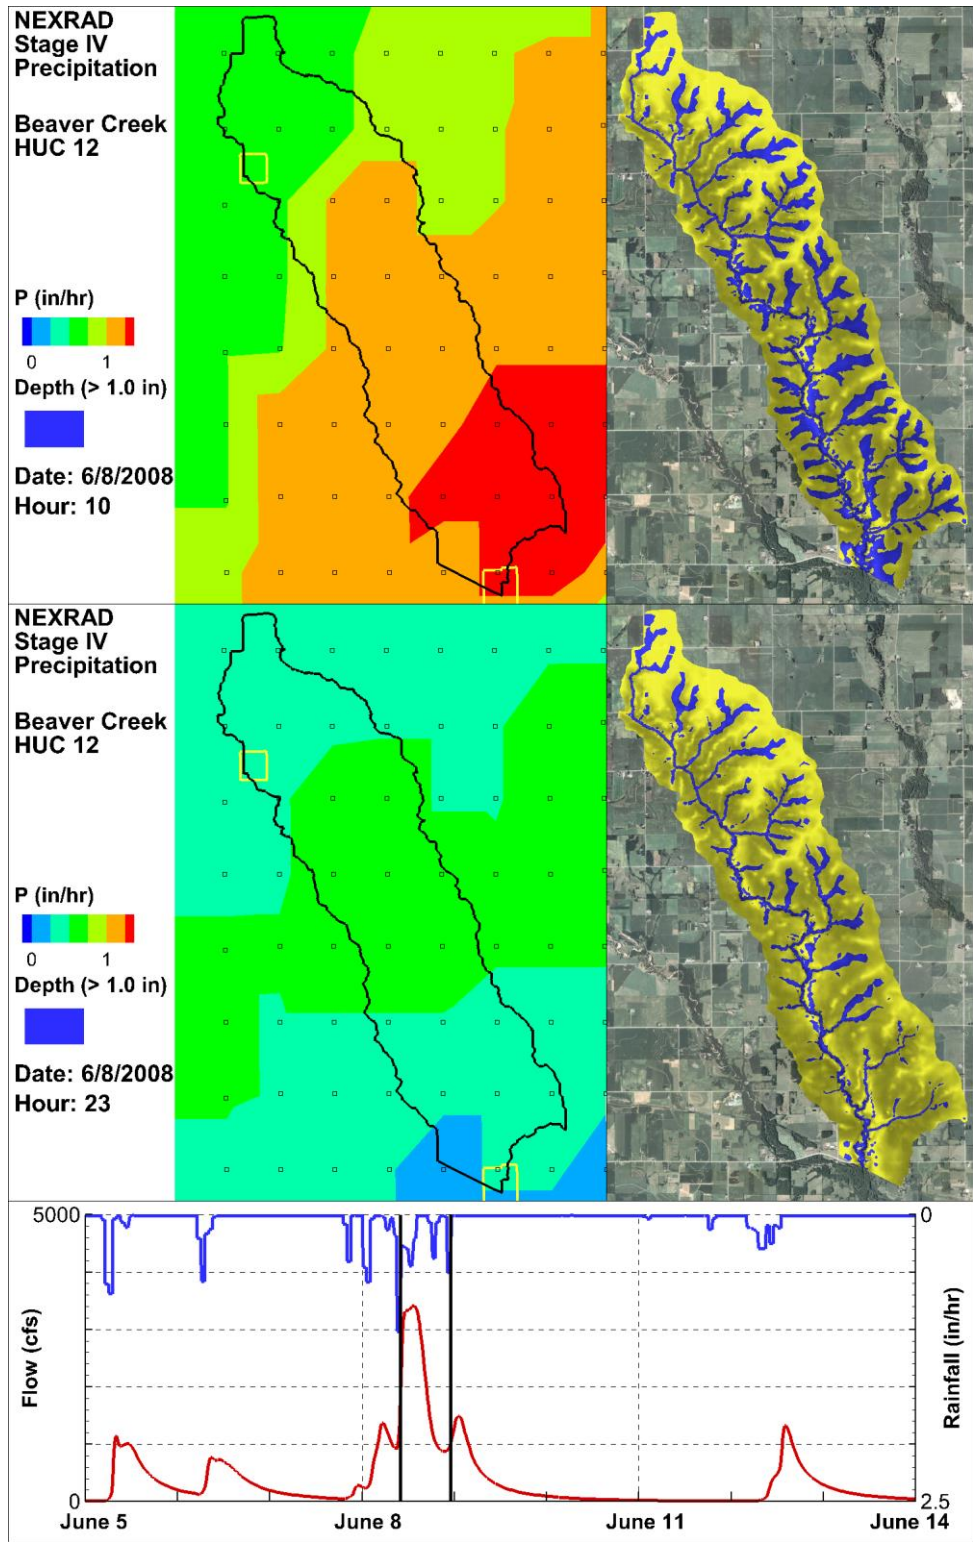 NEXRAD
Stage IV
Precipitation
Beaver Creek
HUC 12
P (in/hr)
0 1
Depth (> 1.0 in)
Date: 6/8/2008
Hour: 10
NEXRAD
Stage IV
Precipitation
Beaver Creek
HUC 12
P (in/hr)
0 1
Depth (> 1.0 in)
Date: 6/8/2008
Hour: 23
5000 0
Flow (cfs)
Rainfall (in/hr)
0 2.5
June 5 June 8 June 11 June 14